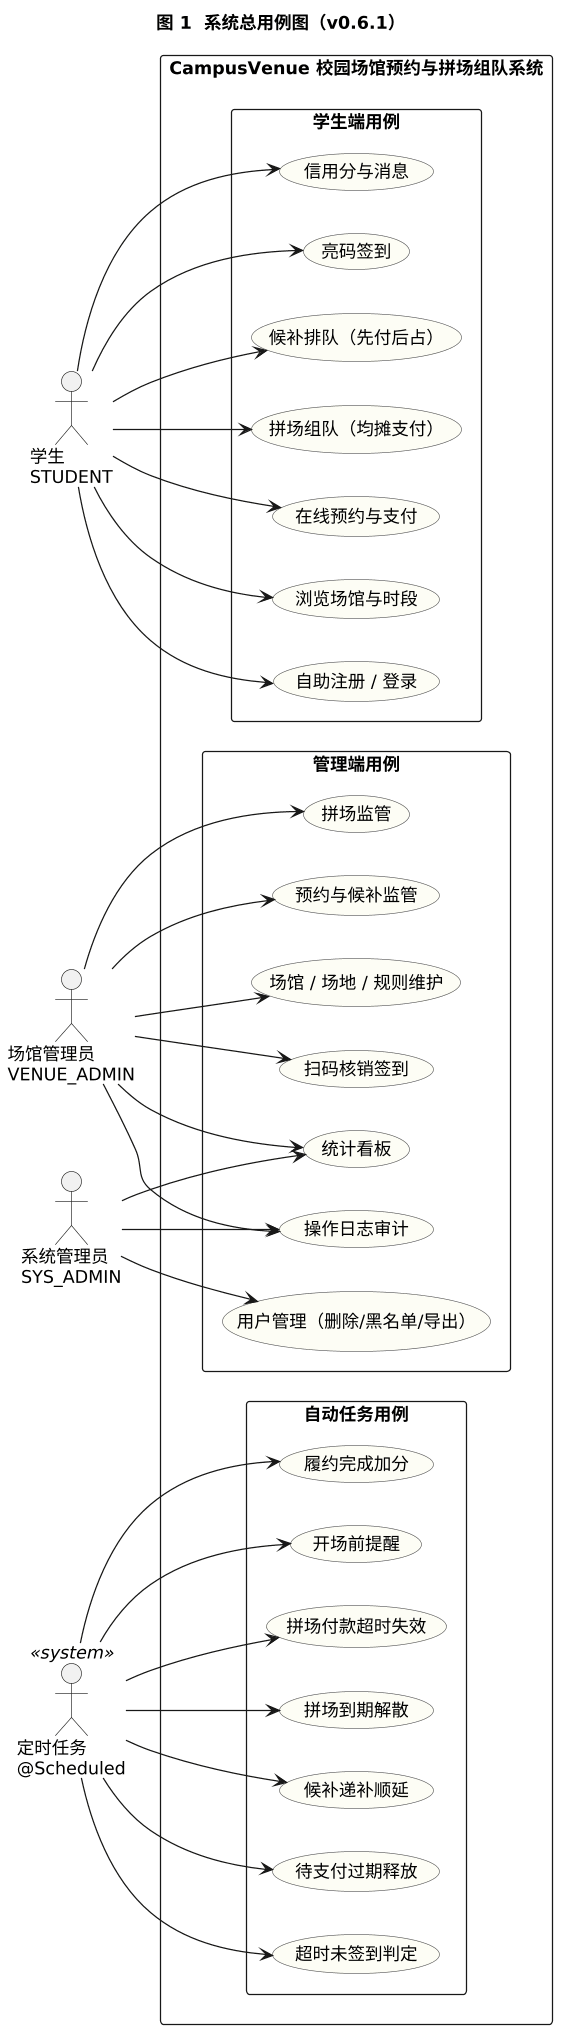 图 1  系统总用例图（v0.6.1）
CampusVenue 校园场馆预约与拼场组队系统
学生端用例
信用分与消息
亮码签到
候补排队（先付后占）
拼场组队（均摊支付）
在线预约与支付
浏览场馆与时段
自助注册 / 登录
学生
STUDENT
管理端用例
拼场监管
预约与候补监管
场馆 / 场地 / 规则维护
扫码核销签到
统计看板
操作日志审计
用户管理（删除/黑名单/导出）
场馆管理员
VENUE_ADMIN
系统管理员
SYS_ADMIN
自动任务用例
履约完成加分
开场前提醒
拼场付款超时失效
拼场到期解散
候补递补顺延
待支付过期释放
超时未签到判定
«system»
定时任务
@Scheduled